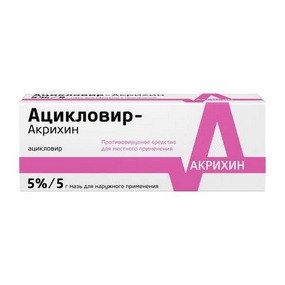 Ацикловир-
Акрихин
ацикловир
Противовирусное средство
для местного применения
АКРИХИН
5%/5 г мазь для наружного применения